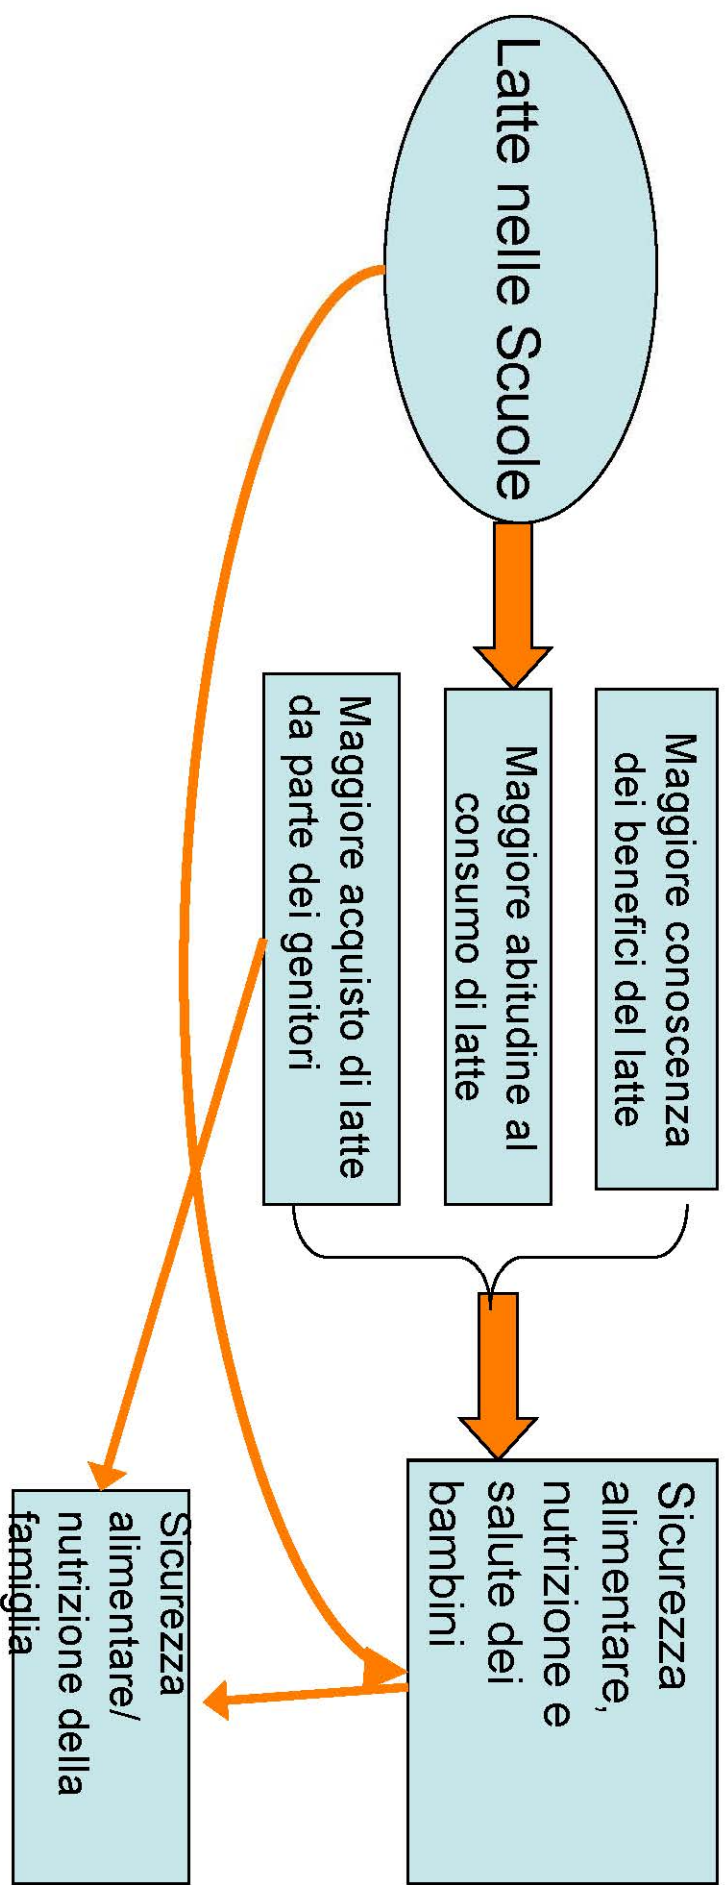 Latte nelle Scuole
Maggiore conoscenza
dei benefici del latte
Maggiore abitudine al
consumo di latte
Maggiore acquisto di latte
da parte dei genitori
Sicurezza
alimentare,
nutrizione e
salute dei
bambini
Sicurezza
alimentare/
nutrizione della
famiglia